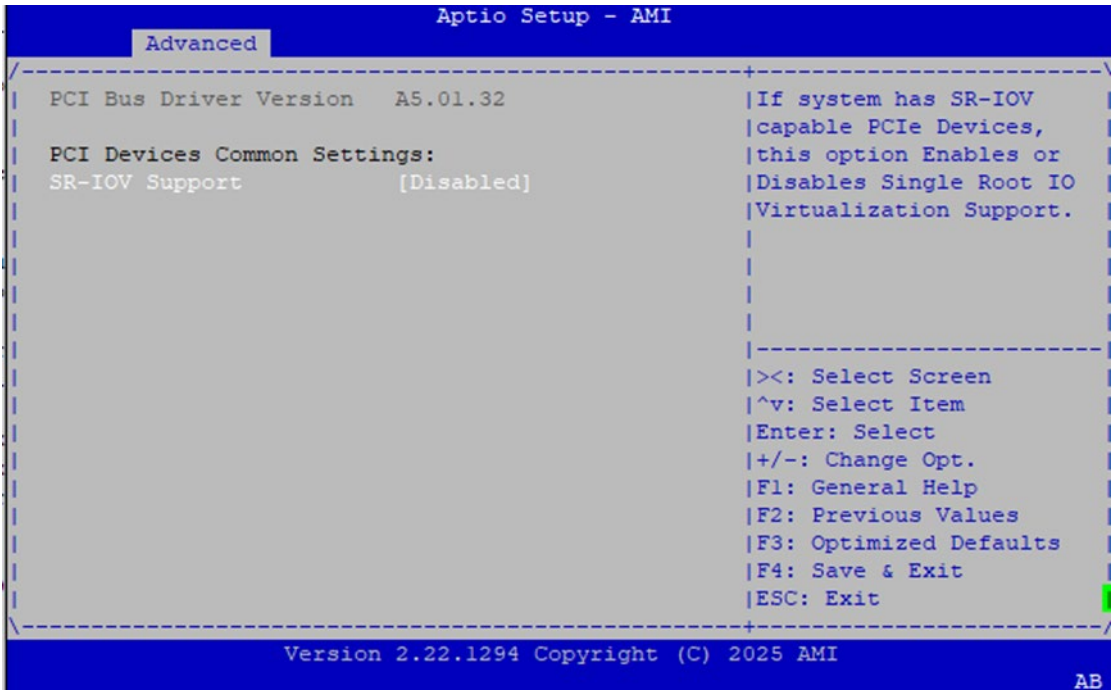 Aptio Setup - AMI
Advanced
PCI Bus Driver Version A5.01.32
PCI Devices Common Settings:
SR-IOV Support [Disabled]
If system has SR-IOV
capable PCIe Devices,
this option Enables or
Disables Single Root IO
Virtualization Support.
><: Select Screen
^v: Select Item
Enter: Select
+/-: Change Opt.
F1: General Help
F2: Previous Values
F3: Optimized Defaults
F4: Save & Exit
ESC: Exit
Version 2.22.1294 Copyright (C) 2025 AMI
AB